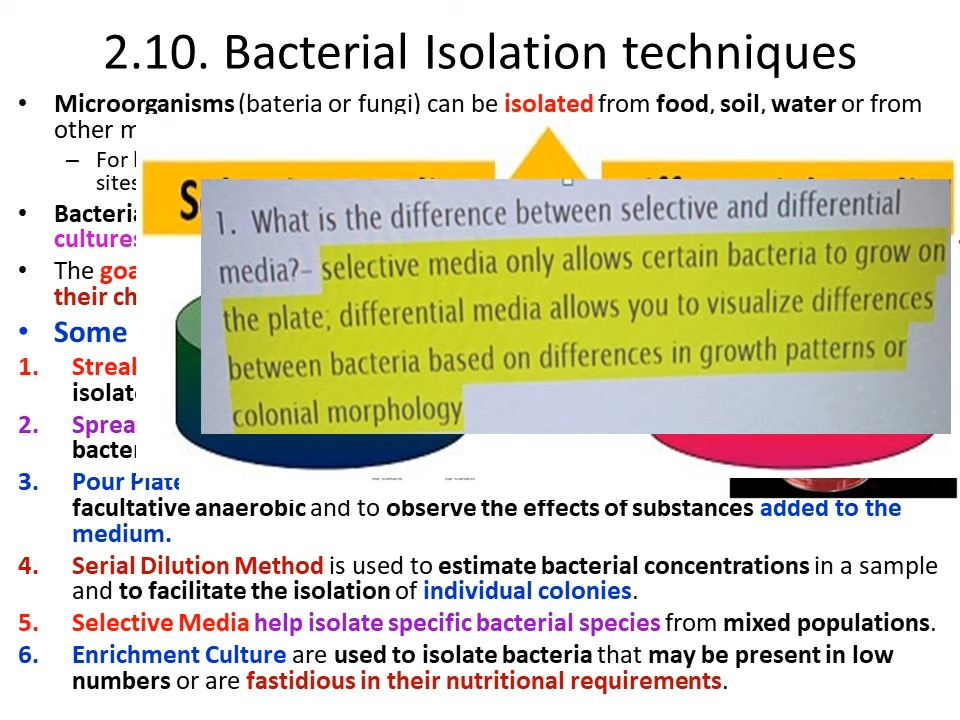 2.10. Bacterial Isolation techniques
• Microorganisms (bateria or fungi) can be isolated from food, soil, water or from
other m
– For
sites
• Bacteria
cultures
• The goa
their ch
• Some
1. What is the difference between selective and differential
media?– selective media only allows certain bacteria to grow on
the plate; differential media allows you to visualize differences
between bacteria based on differences in growth patterns or
colonial morphology
1. Streak
isolat
2. Sprea
bacter
3. Pour Plate
facultative anaerobic and to observe the effects of substances added to the
medium.
4. Serial Dilution Method is used to estimate bacterial concentrations in a sample
and to facilitate the isolation of individual colonies.
5. Selective Media help isolate specific bacterial species from mixed populations.
6. Enrichment Culture are used to isolate bacteria that may be present in low
numbers or are fastidious in their nutritional requirements.